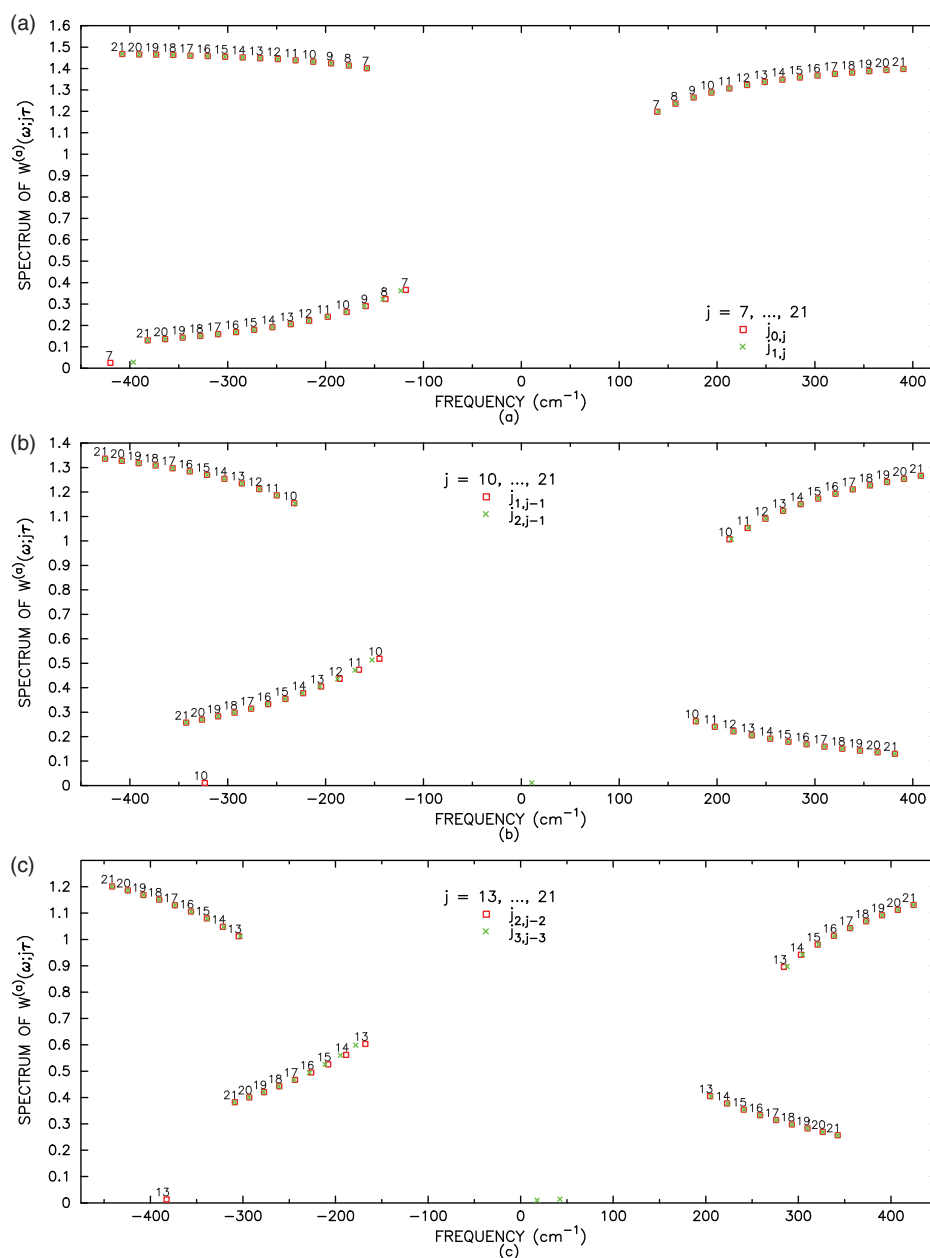 (a)
1.6
1.5
1.4
1.3
1.2
1.1
1
0.9
0.8
0.7
0.6
0.5
0.4
0.3
0.2
0.1
0
SPECTRUM OF W(a)(ω;jτ)
21 20 19 18 17 16 15 14 13 12 11 10 9 8 7
7 8 9 10 11 12 13 14 15 16 17 18 19 20 21
21 20 19 18 17 16 15 14 13 12 11 10 9 8 7
7
j = 7, ..., 21
j0,j
j1,j
−400 −300 −200 −100 0 100 200 300 400
FREQUENCY (cm−1)
(a)
(b)
1.4
1.3
1.2
1.1
1
0.9
0.8
0.7
0.6
0.5
0.4
0.3
0.2
0.1
0
SPECTRUM OF W(a)(ω;jτ)
21 20 19 18 17 16 15 14 13 12 11 10
10 11 12 13 14 15 16 17 18 19 20 21
21 20 19 18 17 16 15 14 13 12 11 10
10 11 12 13 14 15 16 17 18 19 20 21
10
j = 10, ..., 21
j1,j−1
j2,j−1
−400 −300 −200 −100 0 100 200 300 400
FREQUENCY (cm−1)
(b)
(c)
1.2
1.1
1
0.9
0.8
0.7
0.6
0.5
0.4
0.3
0.2
0.1
0
SPECTRUM OF W(a)(ω;jτ)
21 20 19 18 17 16 15 14 13
13 14 15 16 17 18 19 20 21
21 20 19 18 17 16 15 14 13
13 14 15 16 17 18 19 20 21
13
j = 13, ..., 21
j2,j−2
j3,j−3
−400 −300 −200 −100 0 100 200 300 400
FREQUENCY (cm−1)
(c)